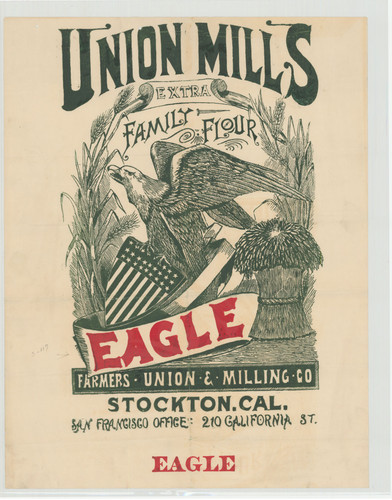 UNION MILLS
EXTRA
FAMILY FLOUR
EAGLE
FARMERS · UNION · & · MILLING · CO
STOCKTON. CAL.
SAN FRANCISCO OFFICE: 210 CALIFORNIA ST.
EAGLE